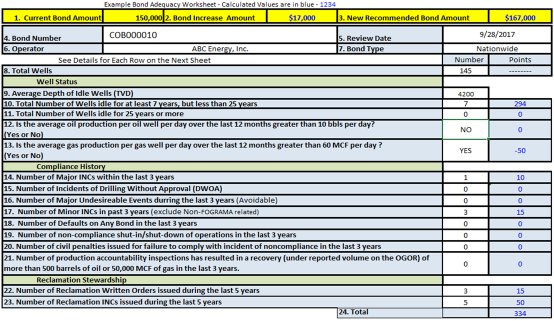 Example Bond Adequacy Worksheet - Calculated Values are in blue - 1234
1. Current Bond Amount 150,000 2. Bond Increase Amount $17,000 3. New Recommended Bond Amount $167,000
4. Bond Number COB000010 5. Review Date 9/28/2017
6. Operator ABC Energy, Inc. 7. Bond Type Nationwide
See Details for Each Row on the Next Sheet Number Points
8. Total Wells 145 --------
Well Status
9. Average Depth of Idle Wells (TVD) 4200
10. Total Number of Wells idle for at least 7 years, but less than 25 years 7 294
11. Total Number of Wells idle for 25 years or more 0 0
12. Is the average oil production per oil well per day over the last 12 months greater than 10 bbls per day?
(Yes or No) NO 0
13. Is the average gas production per gas well per day over the last 12 months greater than 60 MCF per day ?
(Yes or No) YES -50
Compliance History
14. Number of Major INCs within the last 3 years 1 10
15. Number of Incidents of Drilling Without Approval (DWOA) 0 0
16. Number of Major Undesireable Events durring the last 3 years (Avoidable) 0 0
17. Number of Minor INCs in past 3 years (exclude Non-FOGRAMA related) 3 15
18. Number of Defaults on Any Bond in the last 3 years 0 0
19. Number of non-compliance shut-in/shut-down of operations in the last 3 years 0 0
20. Number of civil penalties issued for failure to comply with incident of noncompliance in the last 3 years 0 0
21. Number of production accountability inspections has resulted in a recovery (under reported volume on the OGOR) of
more than 500 barrels of oil or 50,000 MCF of gas in the last 3 years. 0 0
Reclamation Stewardship
22. Number of Reclamation Written Orders issued during the last 5 years 3 15
23. Number of Reclamation INCs issued during the last 5 years 5 50
24. Total 334